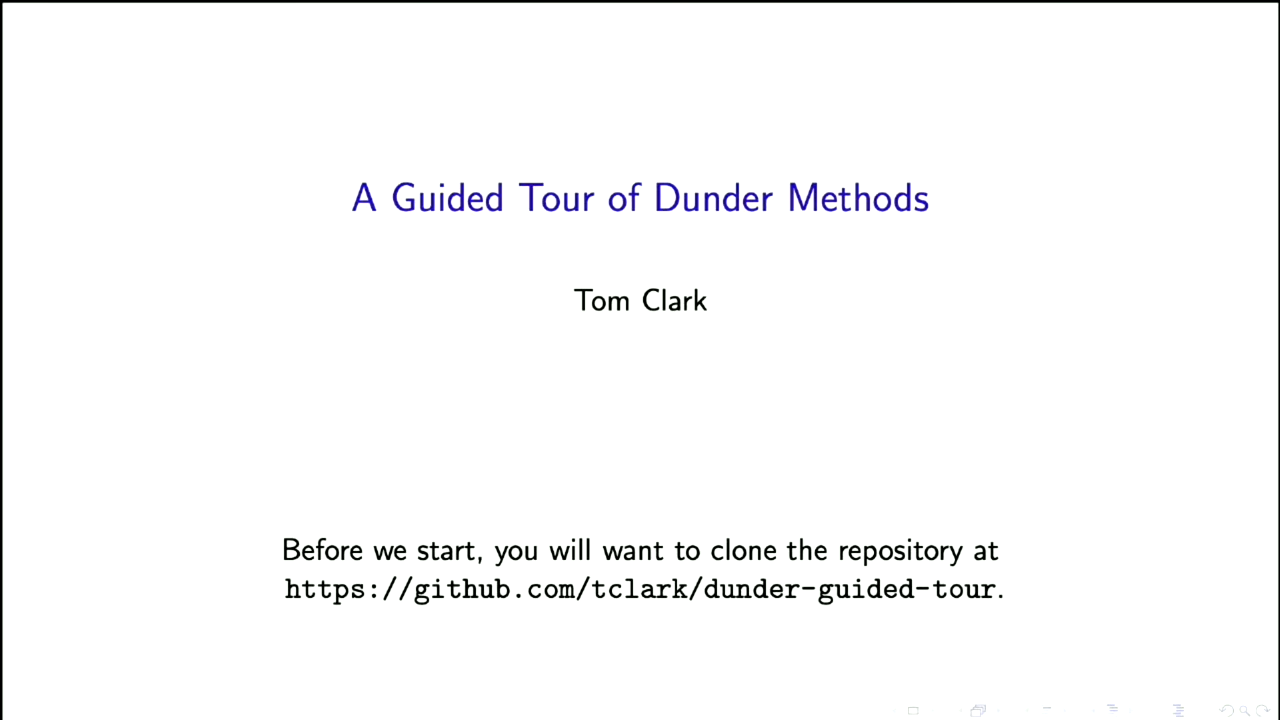 A Guided Tour of Dunder Methods
Tom Clark
Before we start, you will want to clone the repository at
https://github.com/tclark/dunder-guided-tour.